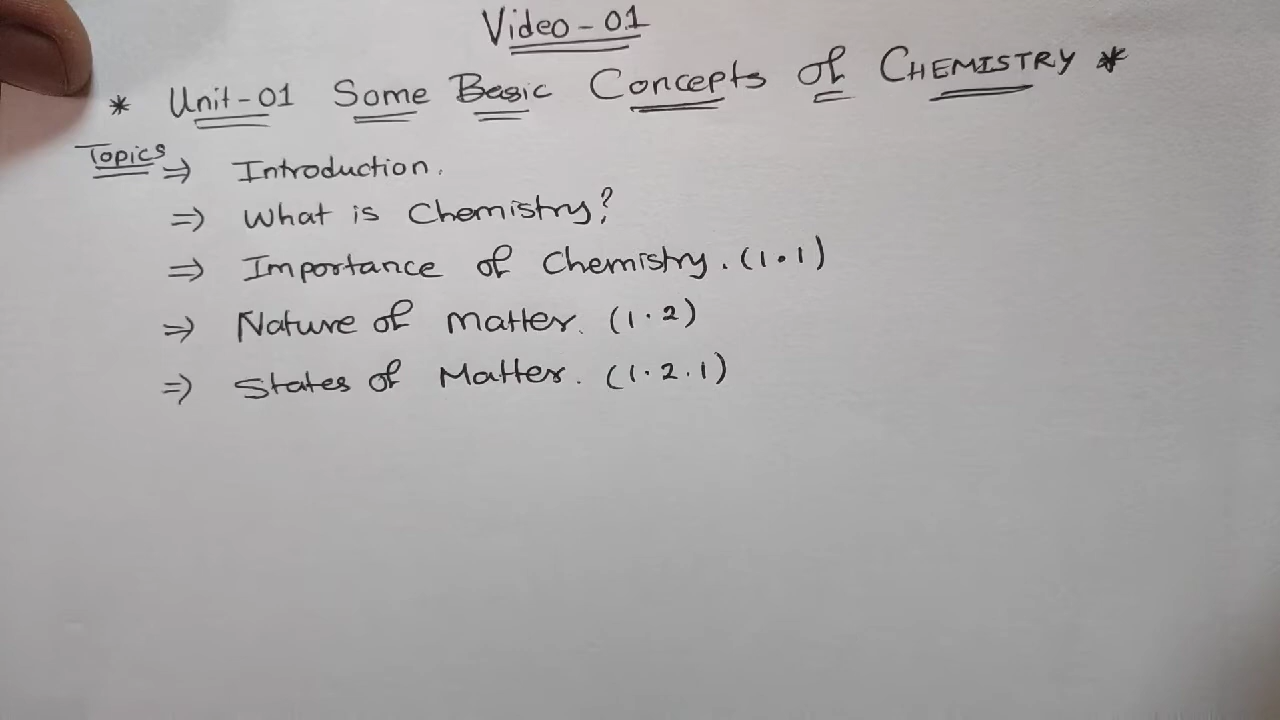 Video - 01
* Unit-01 Some Basic Concepts of CHEMISTRY *
Topics => Introduction.
=> What is Chemistry?
=> Importance of Chemistry. (1.1)
=> Nature of Matter. (1.2)
=> States of Matter. (1.2.1)